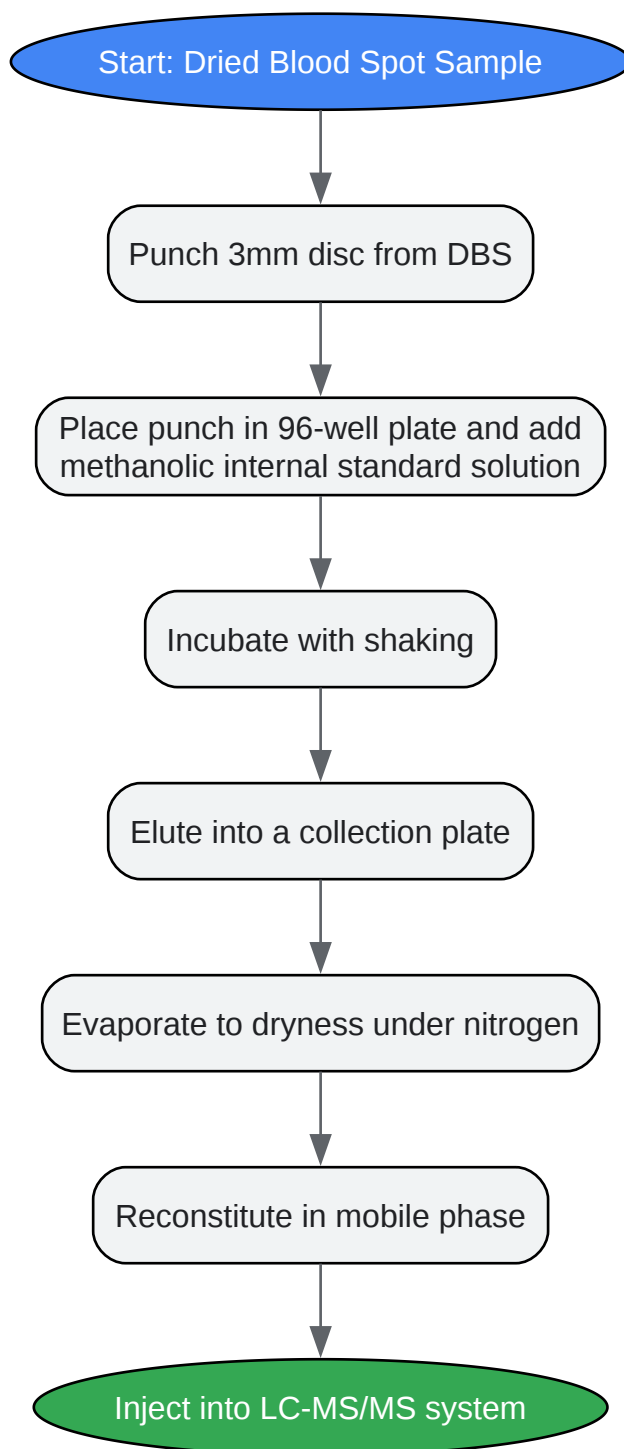 Start: Dried Blood Spot Sample
Punch 3mm disc from DBS
Place punch in 96-well plate and add
methanolic internal standard solution
Incubate with shaking
Elute into a collection plate
Evaporate to dryness under nitrogen
Reconstitute in mobile phase
Inject into LC-MS/MS system